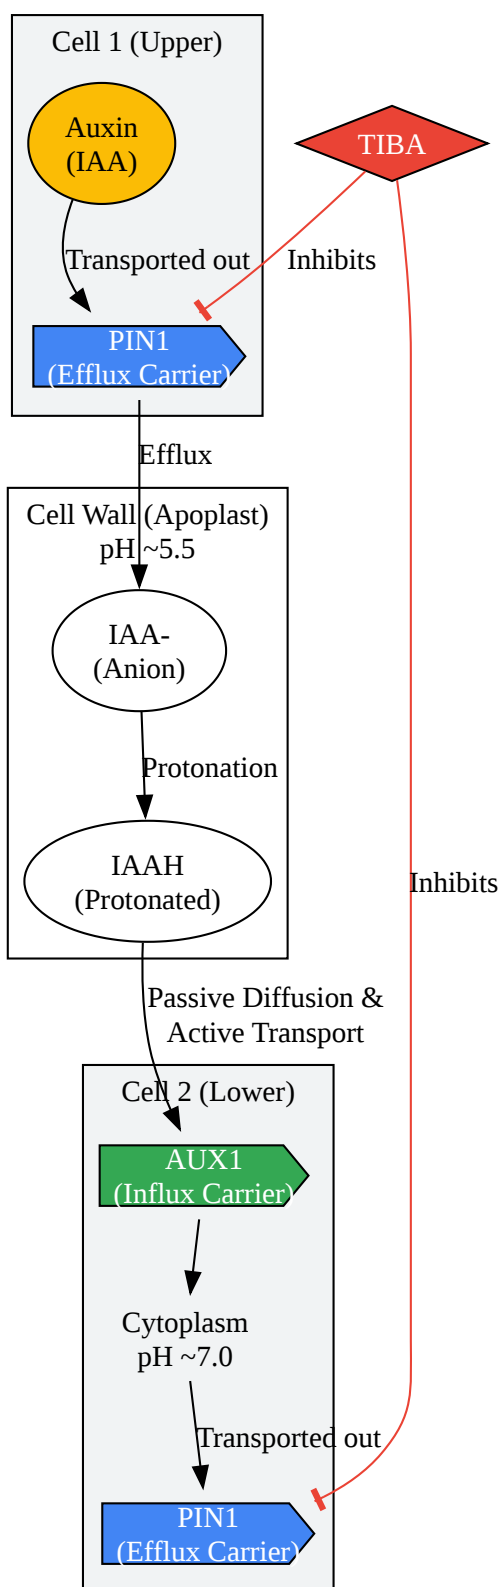 Cell 1 (Upper)
Auxin
(IAA)
TIBA
Transported out
Inhibits
PIN1
(Efflux Carrier)
Efflux
Cell Wall (Apoplast)
pH ~5.5
IAA-
(Anion)
Protonation
IAAH
(Protonated)
Inhibits
Passive Diffusion &
Active Transport
Cell 2 (Lower)
AUX1
(Influx Carrier)
Cytoplasm
pH ~7.0
Transported out
PIN1
(Efflux Carrier)